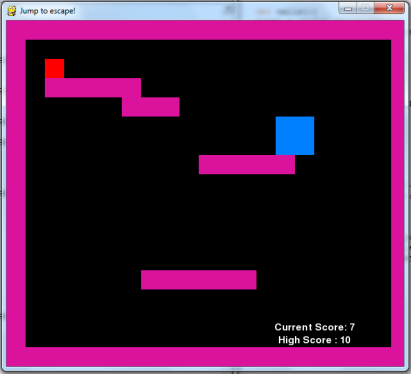 Jump to escape!
Current Score: 7
High Score : 10